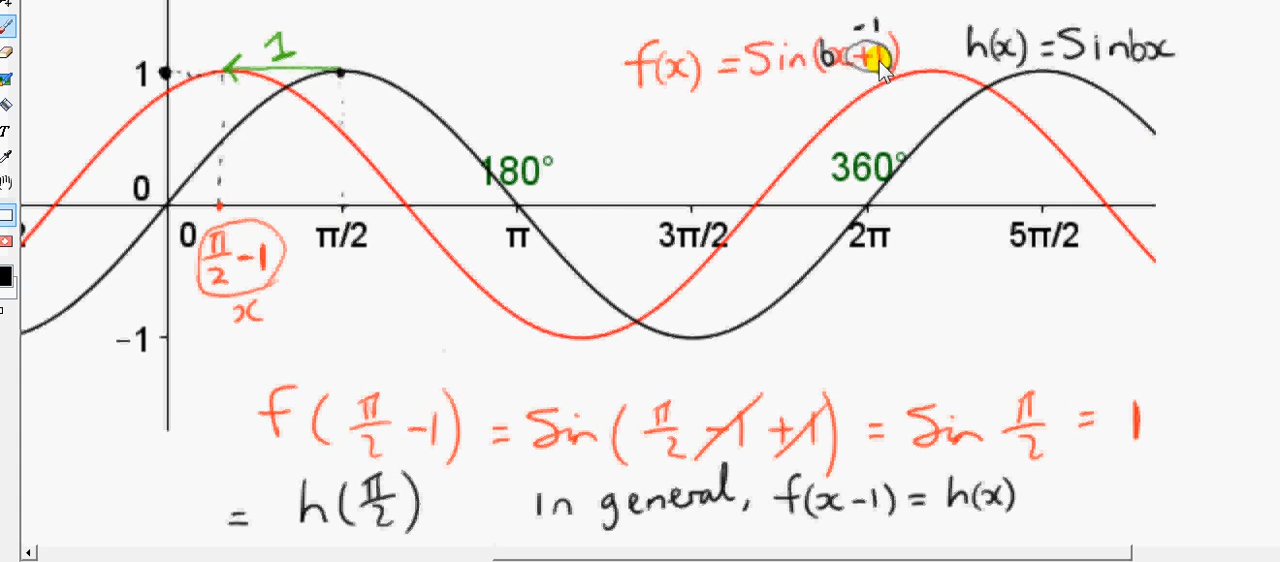 -1
1
f(x) = Sin(bx+1)
h(x) = Sinbx
1
180°
360°
0
0
π/2
π
3π/2
2π
5π/2
π/2 -1
x
-1
f(π/2 -1) = Sin(π/2 -1 +1) = Sin π/2 = 1
= h(π/2) In general, f(x-1) = h(x)